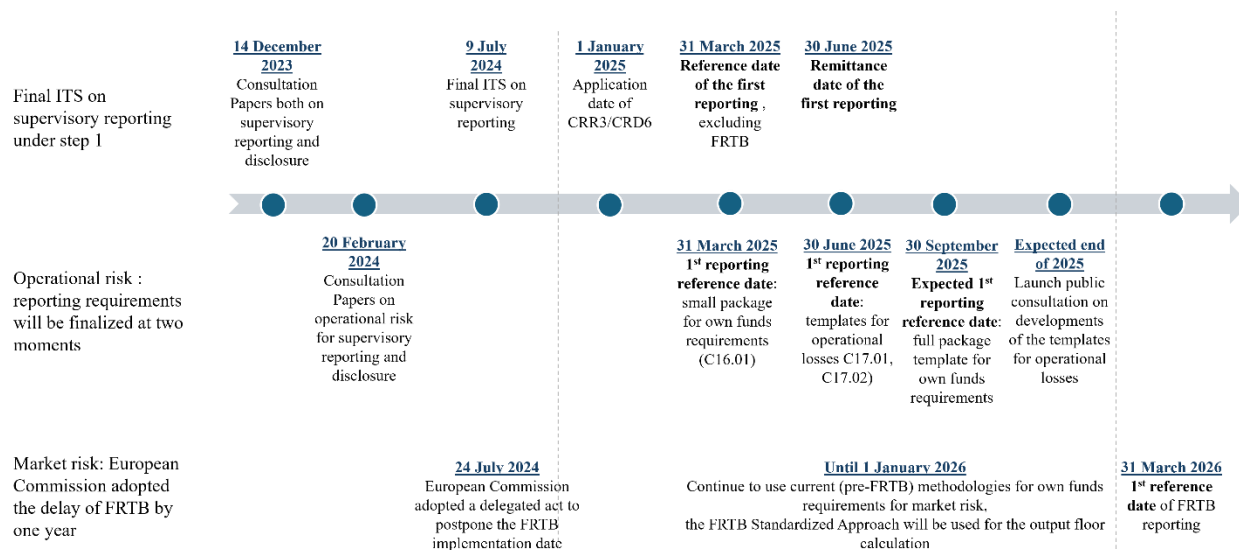 Final ITS on
supervisory reporting
under step 1
14 December
2023
Consultation
Papers both on
supervisory
reporting and
disclosure
9 July
2024
Final ITS on
supervisory
reporting
1 January
2025
Application
date of
CRR3/CRD6
31 March 2025
Reference date
of the first
reporting ,
excluding
FRTB
30 June 2025
Remittance
date of the
first reporting
Operational risk :
reporting requirements
will be finalized at two
moments
20 February
2024
Consultation
Papers on
operational risk
for supervisory
reporting and
disclosure
31 March 2025
1st reporting
reference date:
small package
for own funds
requirements
(C16.01)
30 June 2025
1st reporting
reference
date:
templates for
operational
losses C17.01,
C17.02)
30 September
2025
Expected 1st
reporting
reference date:
full package
template for
own funds
requirements
Expected end
of 2025
Launch public
consultation on
developments
of the templates
for operational
losses
Market risk: European
Commission adopted
the delay of FRTB by
one year
24 July 2024
European Commission
adopted a delegated act to
postpone the FRTB
implementation date
Until 1 January 2026
Continue to use current (pre-FRTB) methodologies for own funds
requirements for market risk,
the FRTB Standardized Approach will be used for the output floor
calculation
31 March 2026
1st reference
date of FRTB
reporting